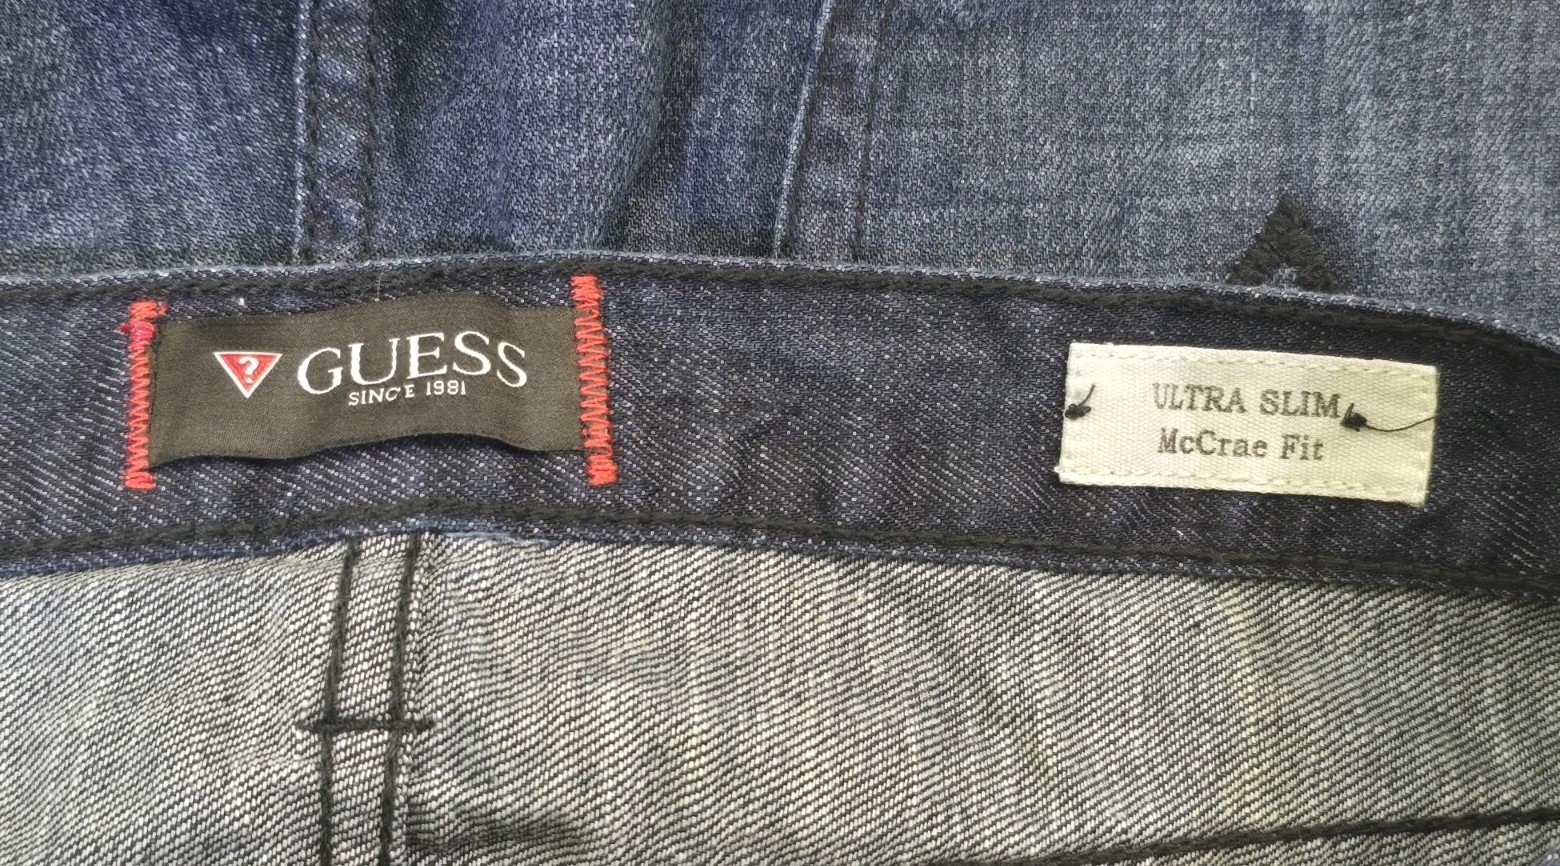 ? GUESS
SINCE 1981
ULTRA SLIM
McCrae Fit